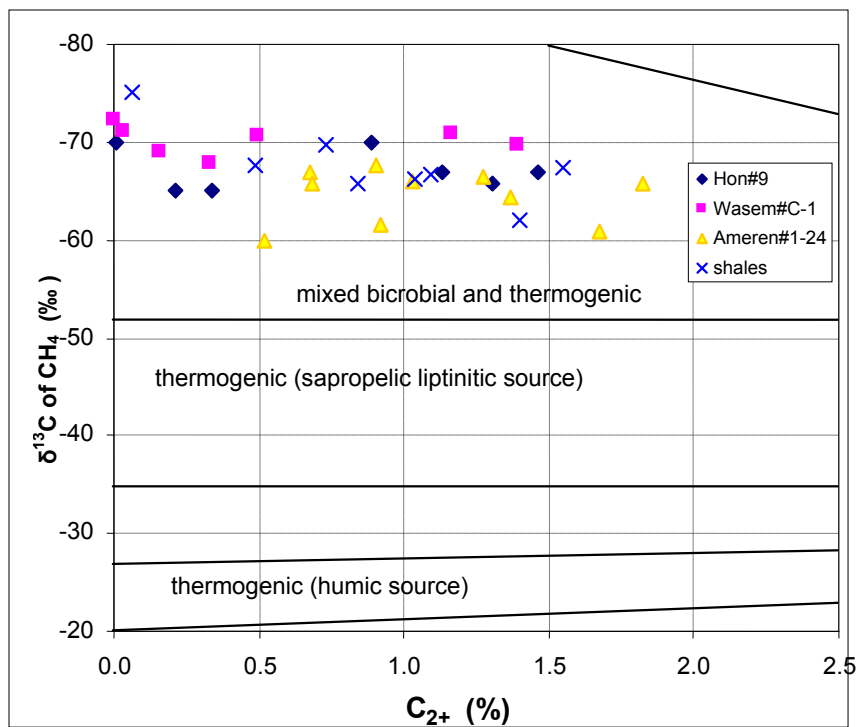 -80
-70
-60
-50
-40
-30
-20
δ¹³C of CH₄ (‰)
Hon#9
Wasem#C-1
Ameren#1-24
shales
mixed bicrobial and thermogenic
thermogenic (sapropelic liptinitic source)
thermogenic (humic source)
0.0 0.5 1.0 1.5 2.0 2.5
C₂₊ (%)